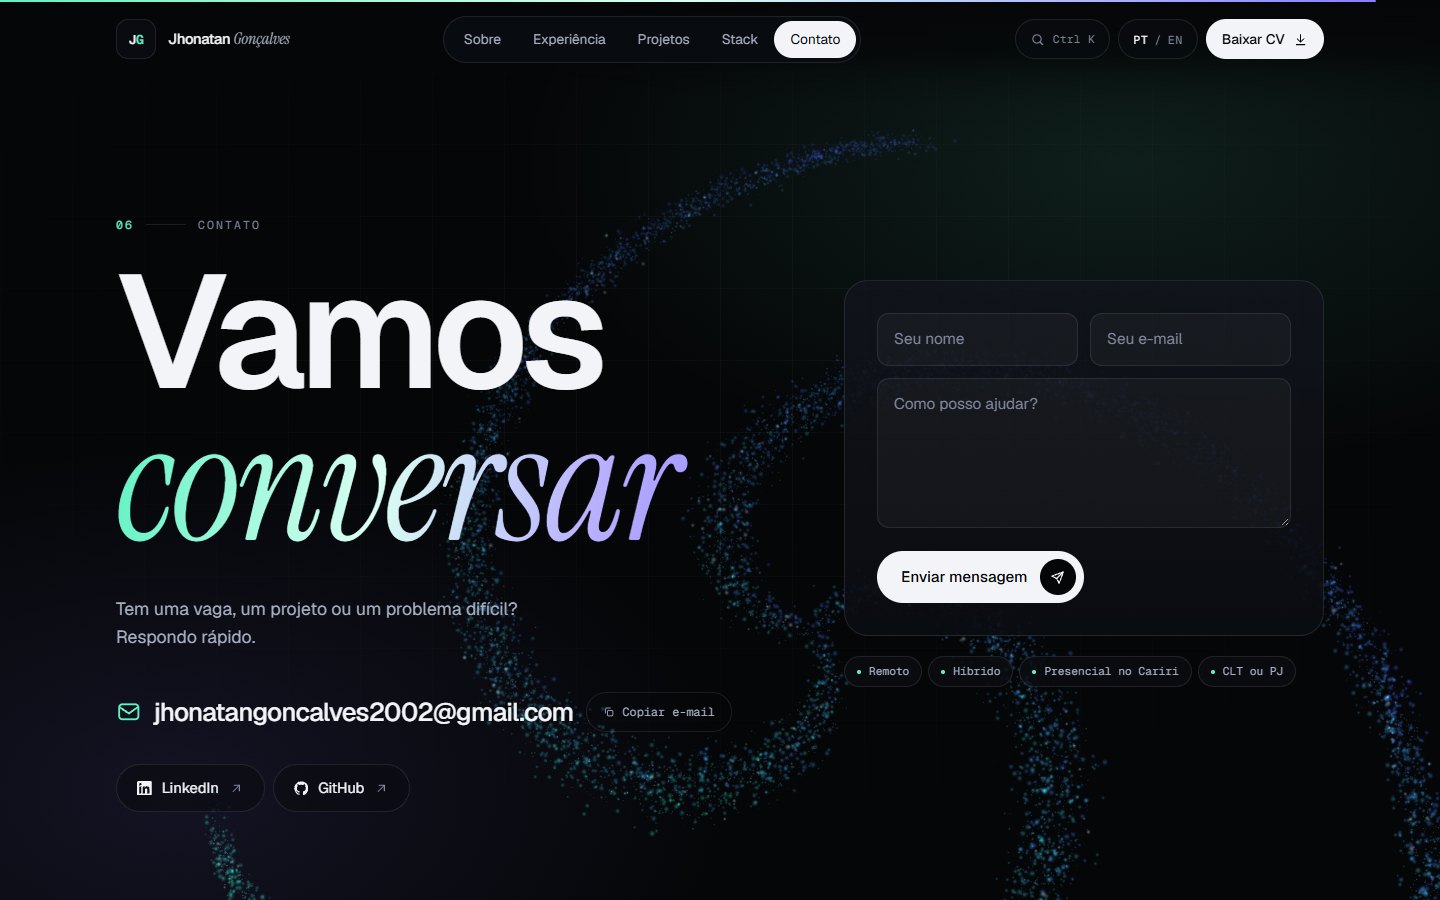 JG Jhonatan Gonçalves Sobre Experiência Projetos Stack Contato Ctrl K PT / EN Baixar CV
06 CONTATO
Vamos
conversar
Tem uma vaga, um projeto ou um problema difícil?
Respondo rápido.
jhonatangoncalves2002@gmail.com Copiar e-mail
LinkedIn GitHub
Seu nome Seu e-mail
Como posso ajudar?
Enviar mensagem
Remoto Híbrido Presencial no Cariri CLT ou PJ